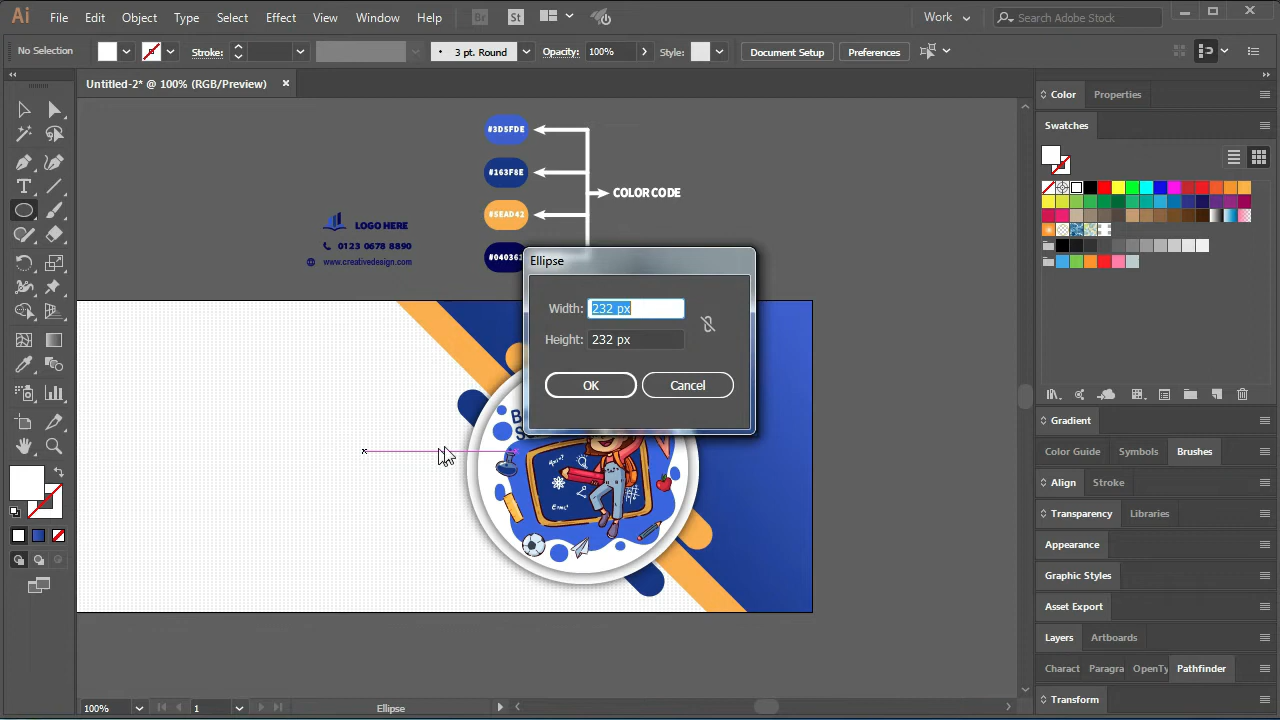 Ai File Edit Object Type Select Effect View Window Help Br St Work Search Adobe Stock
No Selection Stroke: 3 pt. Round Opacity: 100% Style: Document Setup Preferences
Untitled-2* @ 100% (RGB/Preview)
Color Properties
Swatches
#3D5FDE
#163F8E
COLOR CODE
#5EAD42
LOGO HERE
0123 0678 8890
www.creativedesign.com
Ellipse
Width: 232 px
Height: 232 px
OK Cancel
Gradient
Color Guide Symbols Brushes
Align Stroke
Transparency Libraries
Appearance
Graphic Styles
Asset Export
Layers Artboards
Charact Paragra OpenTy Pathfinder
Transform
100% 1 Ellipse